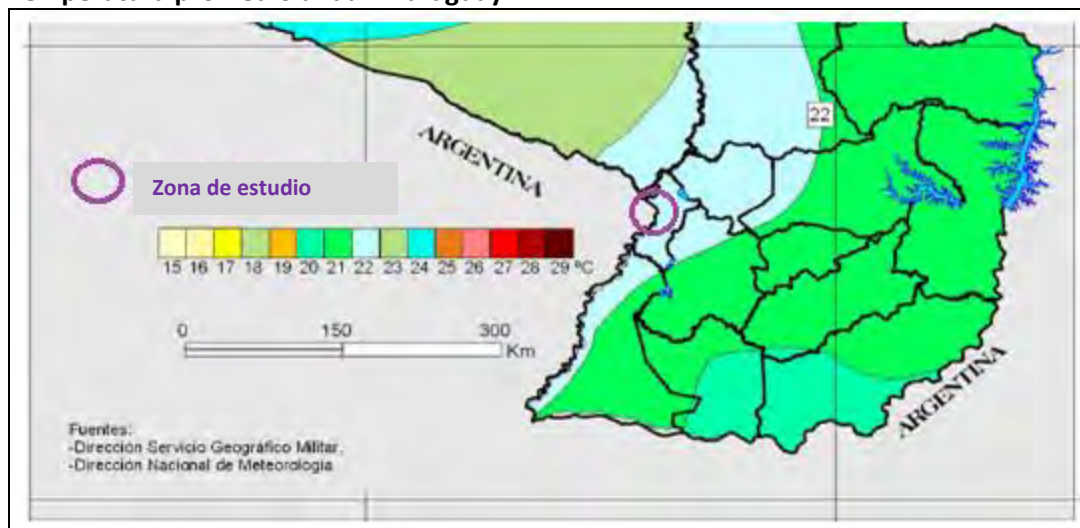 22
ARGENTINA
Zona de estudio
15 16 17 18 19 20 21 22 23 24 25 26 27 28 29 ºC
0 150 300
Km
ARGENTINA
Fuentes:
-Dirección Servicio Geográfico Militar.
-Dirección Nacional de Meteorología